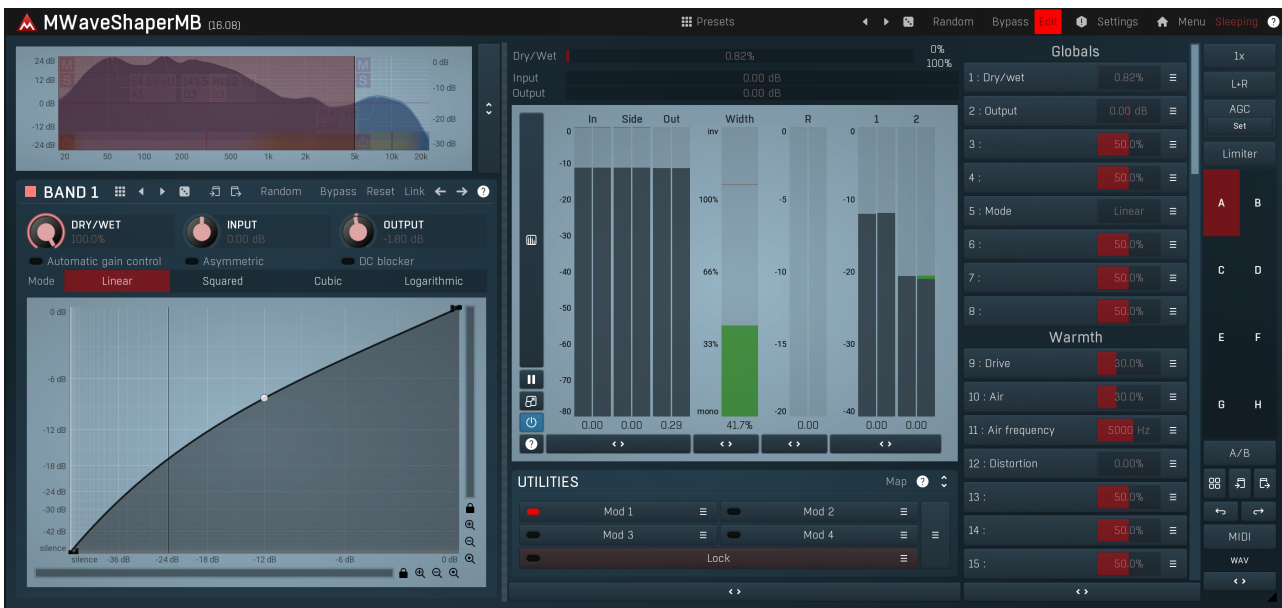 MWaveShaperMB (16.08)
Presets
Random Bypass Edit Settings Menu Sleeping ?
24 dB
12 dB
0 dB
-12 dB
-24 dB
M
S
M
S
0 dB
-10 dB
-20 dB
-30 dB
20 50 100 200 500 1k 2k 5k 10k 20k
BAND 1 Random Bypass Reset Link ?
DRY/WET
100.0%
INPUT
0.00 dB
OUTPUT
-1.80 dB
Automatic gain control Asymmetric DC blocker
Mode Linear Squared Cubic Logarithmic
0 dB
-6 dB
-12 dB
-18 dB
-24 dB
-30 dB
-42 dB
silence
silence -36 dB -24 dB -18 dB -12 dB -6 dB 0 dB
Dry/Wet 0.82% 0%
100%
Input 0.00 dB
Output 0.00 dB
In Side Out Width R 1 2
0 inv 0 0
-10
-20 100% -5 -10
-30
-40 66% -10 -20
-50
-60 33% -15 -30
-70
-80 mono -20 -40
0.00 0.00 0.29 41.7% 0.00 0.00 0.00
?
UTILITIES Map ?
Mod 1 Mod 2
Mod 3 Mod 4
Lock
Globals
1 : Dry/wet 0.82%
2 : Output 0.00 dB
3 : 50.0%
4 : 50.0%
5 : Mode Linear
6 : 50.0%
7 : 50.0%
8 : 50.0%
Warmth
9 : Drive 30.0%
10 : Air 30.0%
11 : Air frequency 5000 Hz
12 : Distortion 0.00%
13 : 50.0%
14 : 50.0%
15 : 50.0%
1x
L+R
AGC
Set
Limiter
A B
C D
E F
G H
A/B
MIDI
WAV